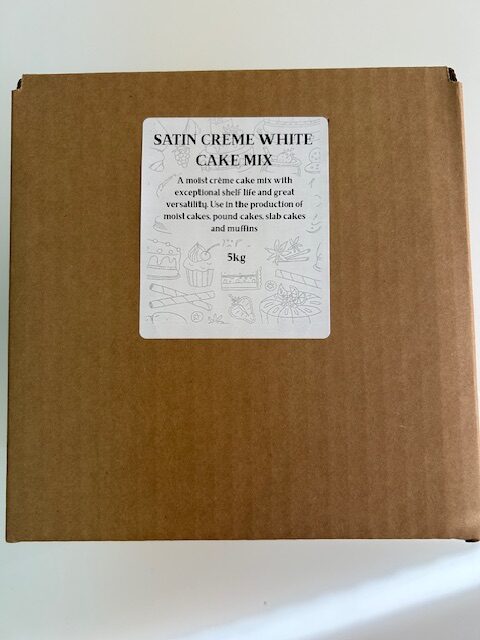 SATIN CREME WHITE
CAKE MIX
A moist crème cake mix with
exceptional shelf life and great
versatility. Use in the production of
moist cakes, pound cakes, slab cakes
and muffins
5kg